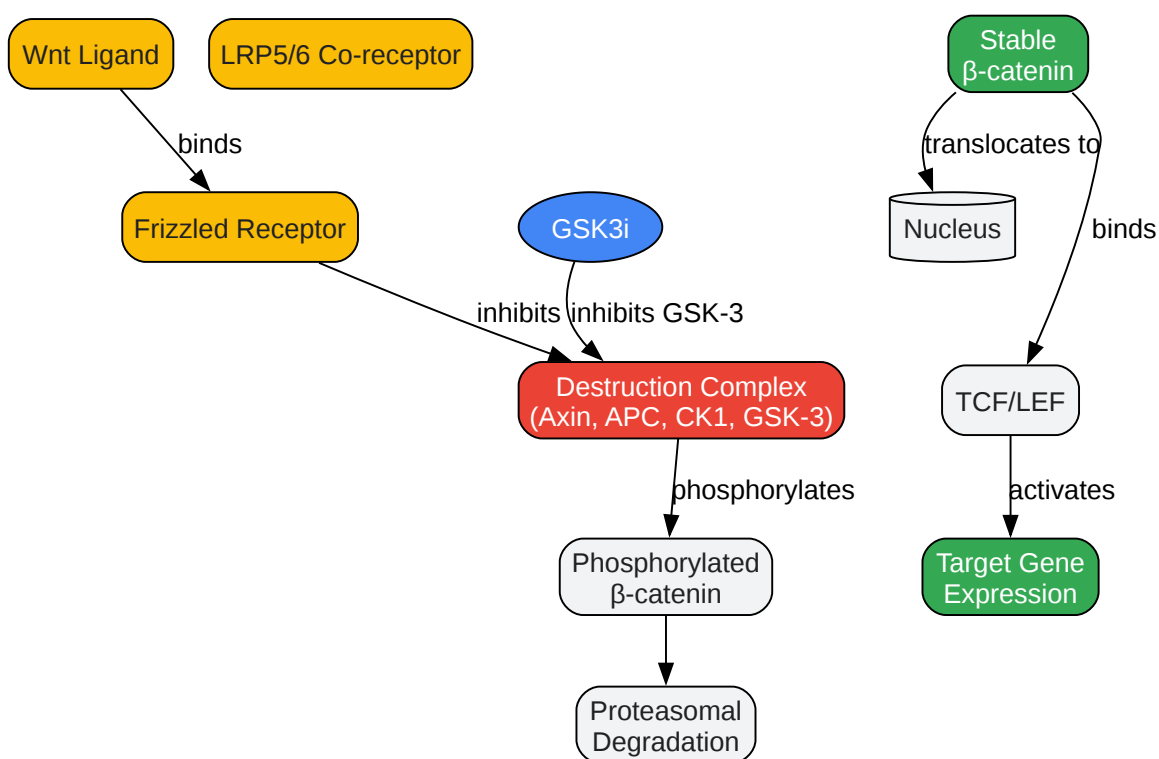 Wnt Ligand
LRP5/6 Co-receptor
Stable
β-catenin
binds
translocates to
Frizzled Receptor
GSK3i
Nucleus
binds
inhibits
inhibits GSK-3
Destruction Complex
(Axin, APC, CK1, GSK-3)
TCF/LEF
phosphorylates
activates
Phosphorylated
β-catenin
Target Gene
Expression
Proteasomal
Degradation